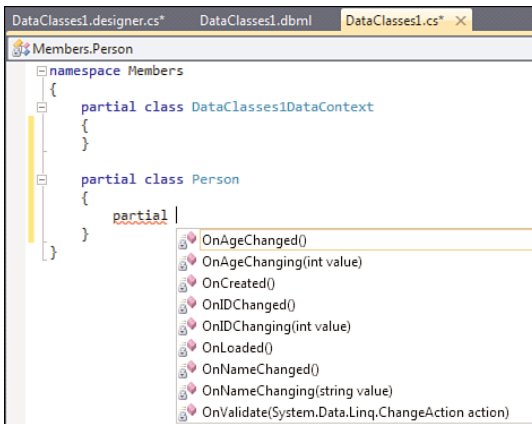 DataClasses1.designer.cs* DataClasses1.dbml DataClasses1.cs* ×
Members.Person
namespace Members
{
partial class DataClasses1DataContext
{
}
partial class Person
{
partial
}
}
OnAgeChanged()
OnAgeChanging(int value)
OnCreated()
OnIDChanged()
OnIDChanging(int value)
OnLoaded()
OnNameChanged()
OnNameChanging(string value)
OnValidate(System.Data.Linq.ChangeAction action)